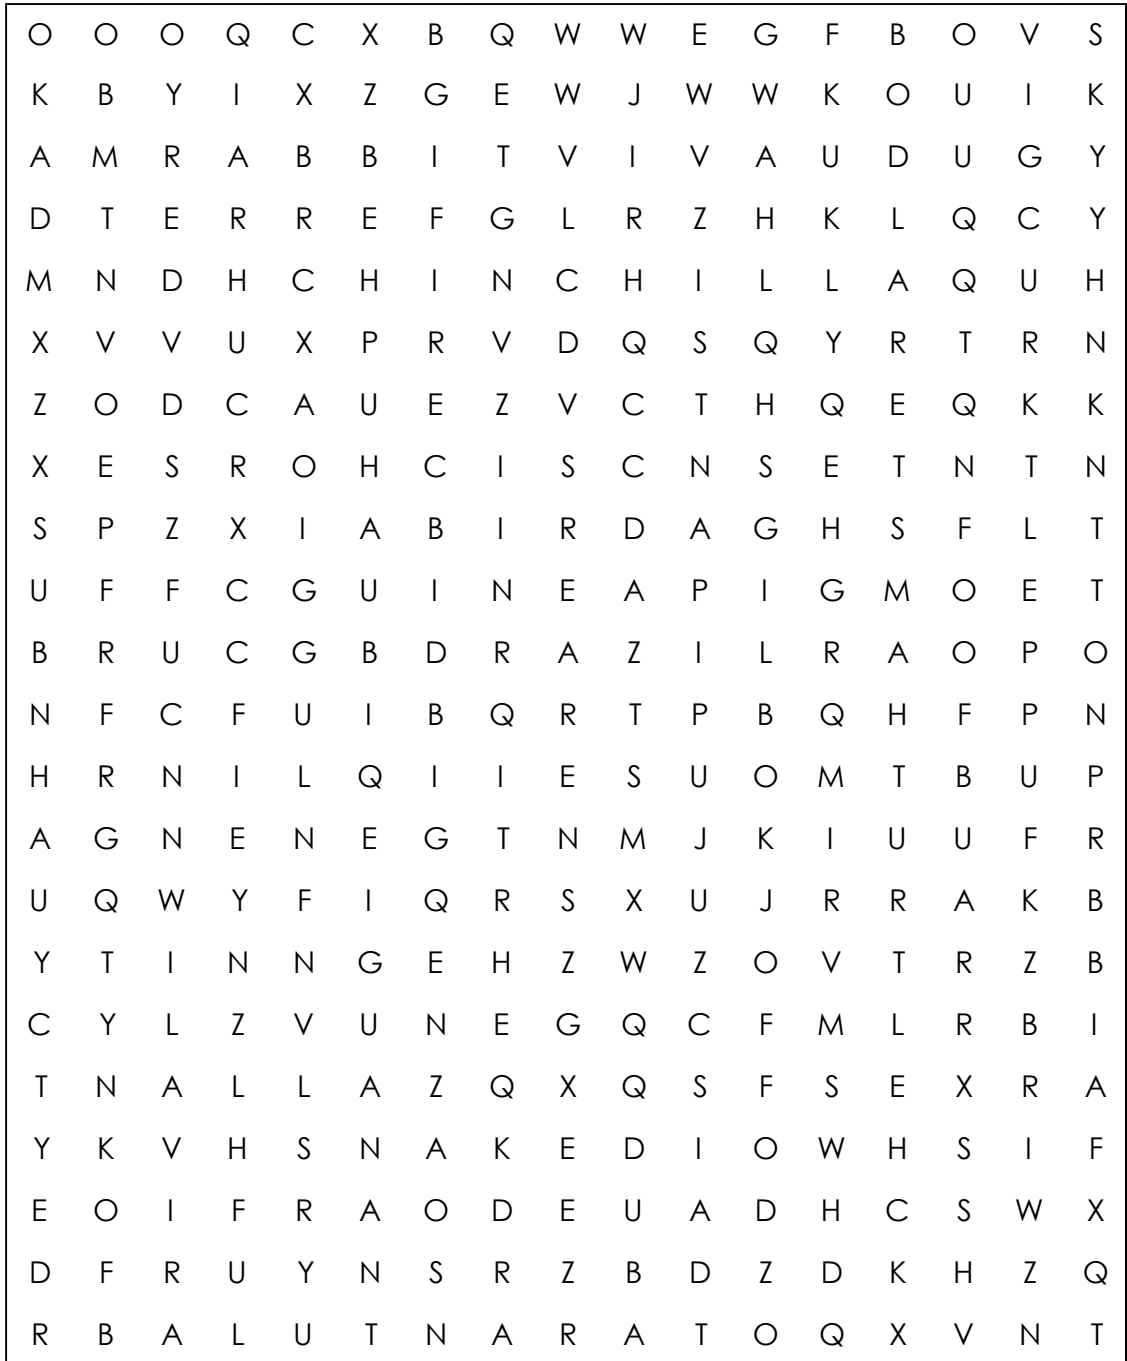 O O O Q C X B Q W W E G F B O V S
K B Y I X Z G E W J W W K O U I K
A M R A B B I T V I V A U D U G Y
D T E R R E F G L R Z H K L Q C Y
M N D H C H I N C H I L L A Q U H
X V V U X P R V D Q S Q Y R T R N
Z O D C A U E Z V C T H Q E Q K K
X E S R O H C I S C N S E T N T N
S P Z X I A B I R D A G H S F L T
U F F C G U I N E A P I G M O E T
B R U C G B D R A Z I L R A O P O
N F C F U I B Q R T P B Q H F P N
H R N I L Q I I E S U O M T B U P
A G N E N E G T N M J K I U U F R
U Q W Y F I Q R S X U J R R A K B
Y T I N N G E H Z W Z O V T R Z B
C Y L Z V U N E G Q C F M L R B I
T N A L L A Z Q X Q S F S E X R A
Y K V H S N A K E D I O W H S I F
E O I F R A O D E U A D H C S W X
D F R U Y N S R Z B D Z D K H Z Q
R B A L U T N A R A T O Q X V N T